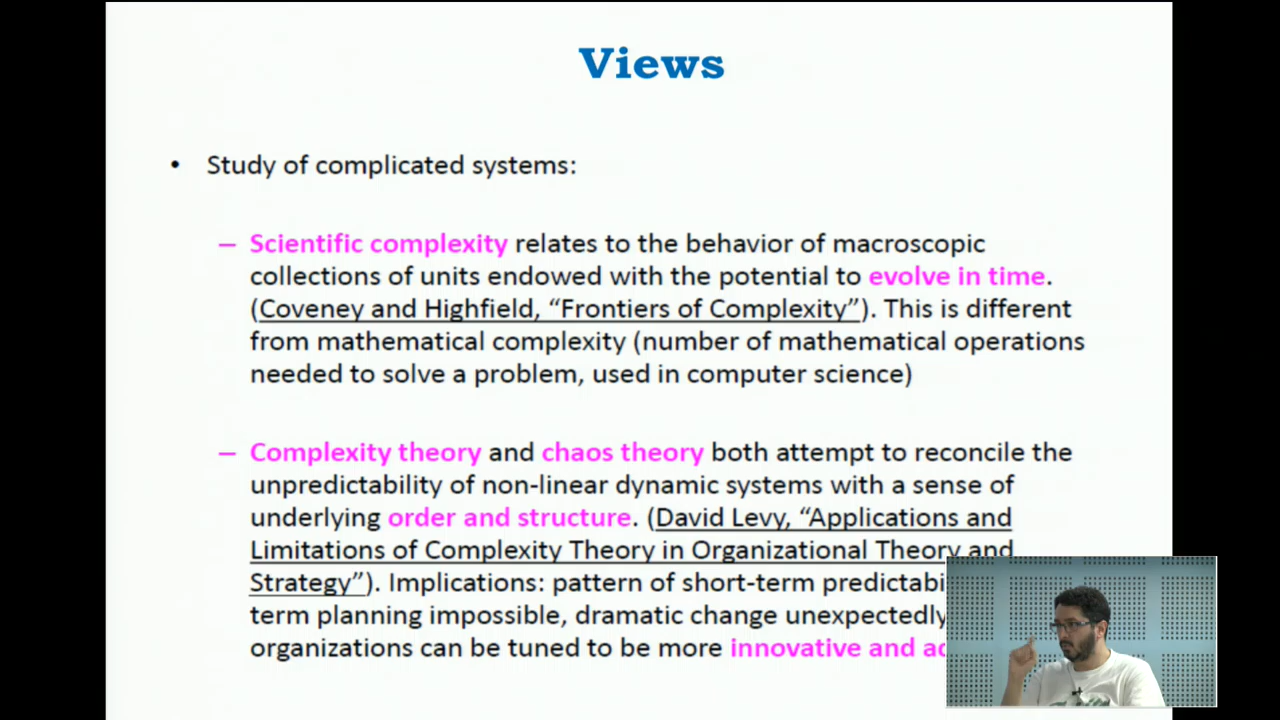 Views
• Study of complicated systems:
– Scientific complexity relates to the behavior of macroscopic
collections of units endowed with the potential to evolve in time.
(Coveney and Highfield, “Frontiers of Complexity”). This is different
from mathematical complexity (number of mathematical operations
needed to solve a problem, used in computer science)
– Complexity theory and chaos theory both attempt to reconcile the
unpredictability of non-linear dynamic systems with a sense of
underlying order and structure. (David Levy, “Applications and
Limitations of Complexity Theory in Organizational Theory and
Strategy”). Implications: pattern of short-term
term planning impossible, dramatic change unexpectedly
organizations can be tuned to be more innovative and